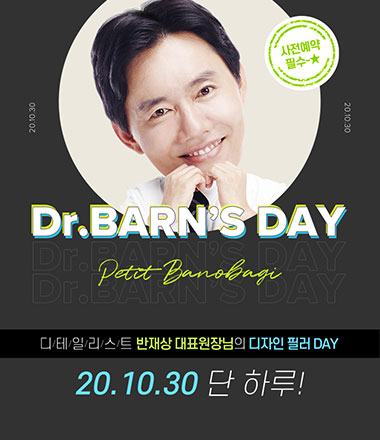 사전예약
필수-★
20.10.30
20.10.30
Dr.BARN'S DAY
Petit Banobagi
Dr.BARN'S DAY
Dr.BARN'S DAY
디/테/일/리/스/트 반재상 대표원장님의 디자인 필러 DAY
20.10.30 단 하루!